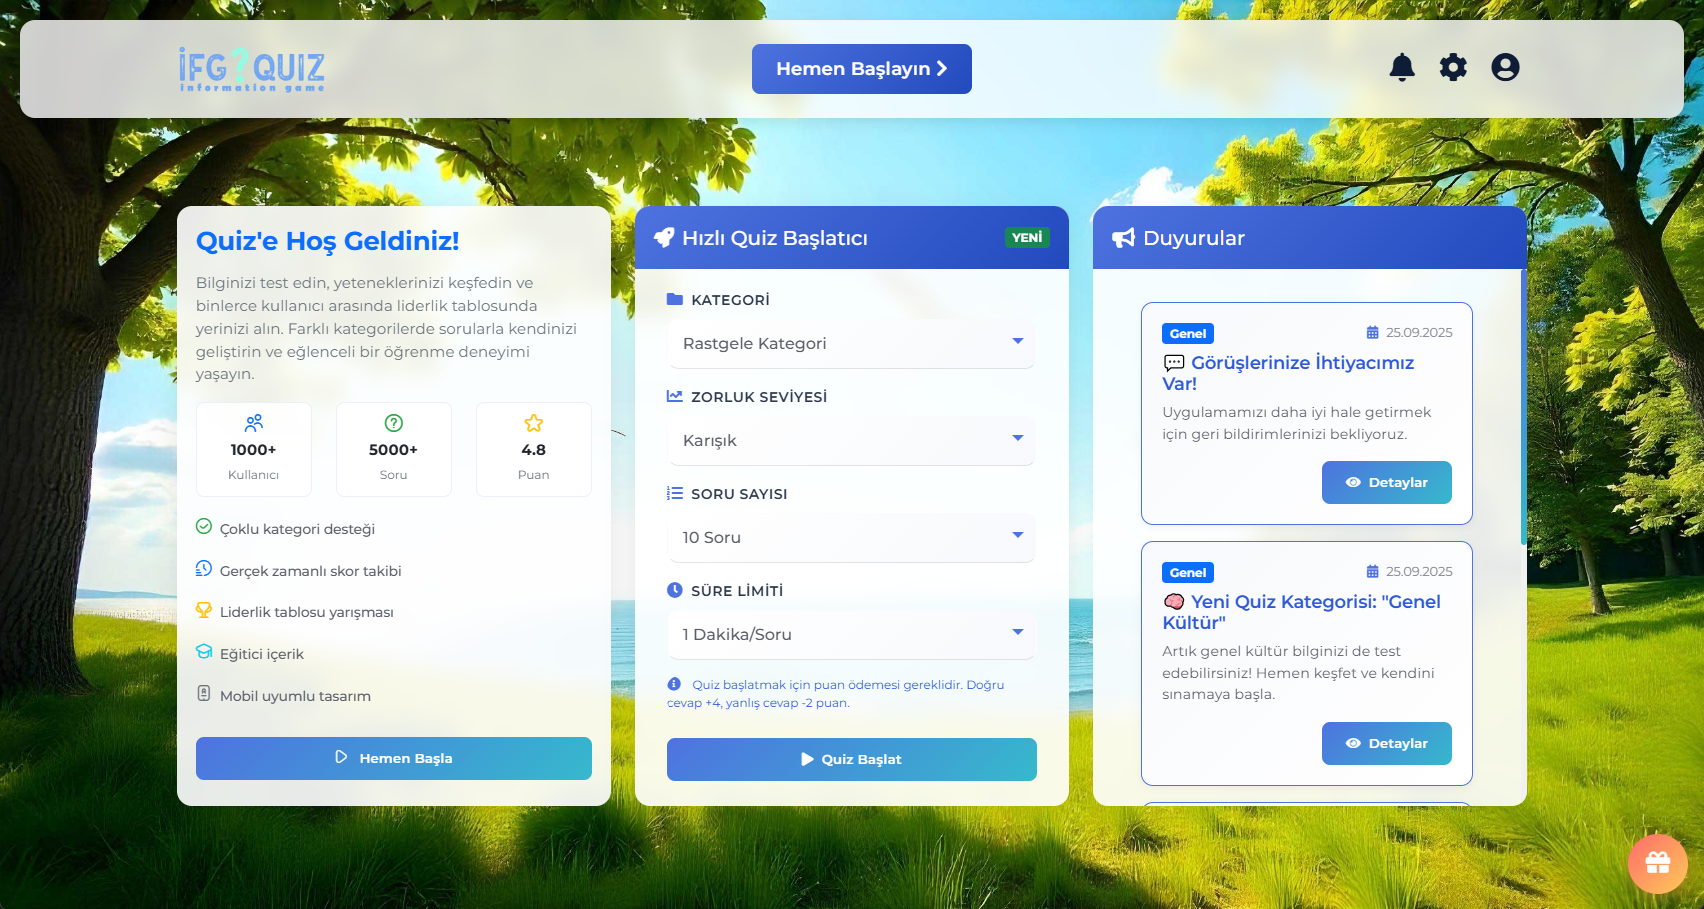 İFG?QUIZ
information game
Hemen Başlayın
Quiz'e Hoş Geldiniz!
Bilginizi test edin, yeteneklerinizi keşfedin ve
binlerce kullanıcı arasında liderlik tablosunda
yerinizi alın. Farklı kategorilerde sorularla kendinizi
geliştirin ve eğlenceli bir öğrenme deneyimi
yaşayın.
1000+
Kullanıcı
5000+
Soru
4.8
Puan
Çoklu kategori desteği
Gerçek zamanlı skor takibi
Liderlik tablosu yarışması
Eğitici içerik
Mobil uyumlu tasarım
Hemen Başla
Hızlı Quiz Başlatıcı
YENİ
KATEGORİ
Rastgele Kategori
ZORLUK SEVİYESİ
Karışık
SORU SAYISI
10 Soru
SÜRE LİMİTİ
1 Dakika/Soru
Quiz başlatmak için puan ödemesi gereklidir. Doğru
cevap +4, yanlış cevap -2 puan.
Quiz Başlat
Duyurular
Genel
25.09.2025
💬 Görüşlerinize İhtiyacımız
Var!
Uygulamamızı daha iyi hale getirmek
için geri bildirimlerinizi bekliyoruz.
Detaylar
Genel
25.09.2025
🧠 Yeni Quiz Kategorisi: "Genel
Kültür"
Artık genel kültür bilginizi de test
edebilirsiniz! Hemen keşfet ve kendini
sınamaya başla.
Detaylar